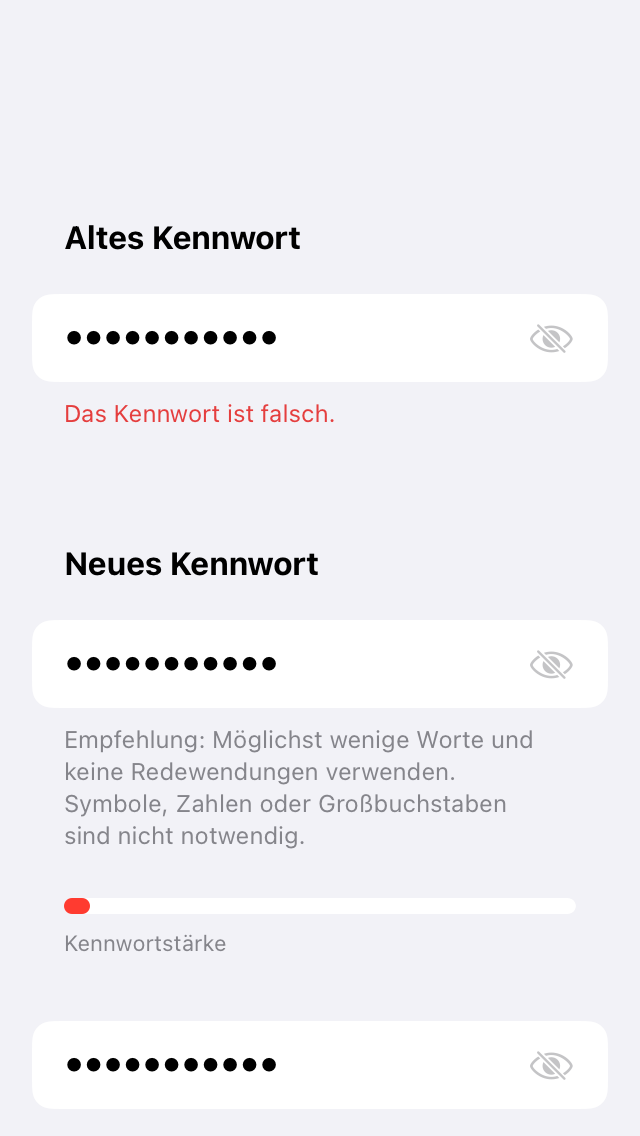 Altes Kennwort
●●●●●●●●●●●
Das Kennwort ist falsch.
Neues Kennwort
●●●●●●●●●●●
Empfehlung: Möglichst wenige Worte und
keine Redewendungen verwenden.
Symbole, Zahlen oder Großbuchstaben
sind nicht notwendig.
Kennwortstärke
●●●●●●●●●●●